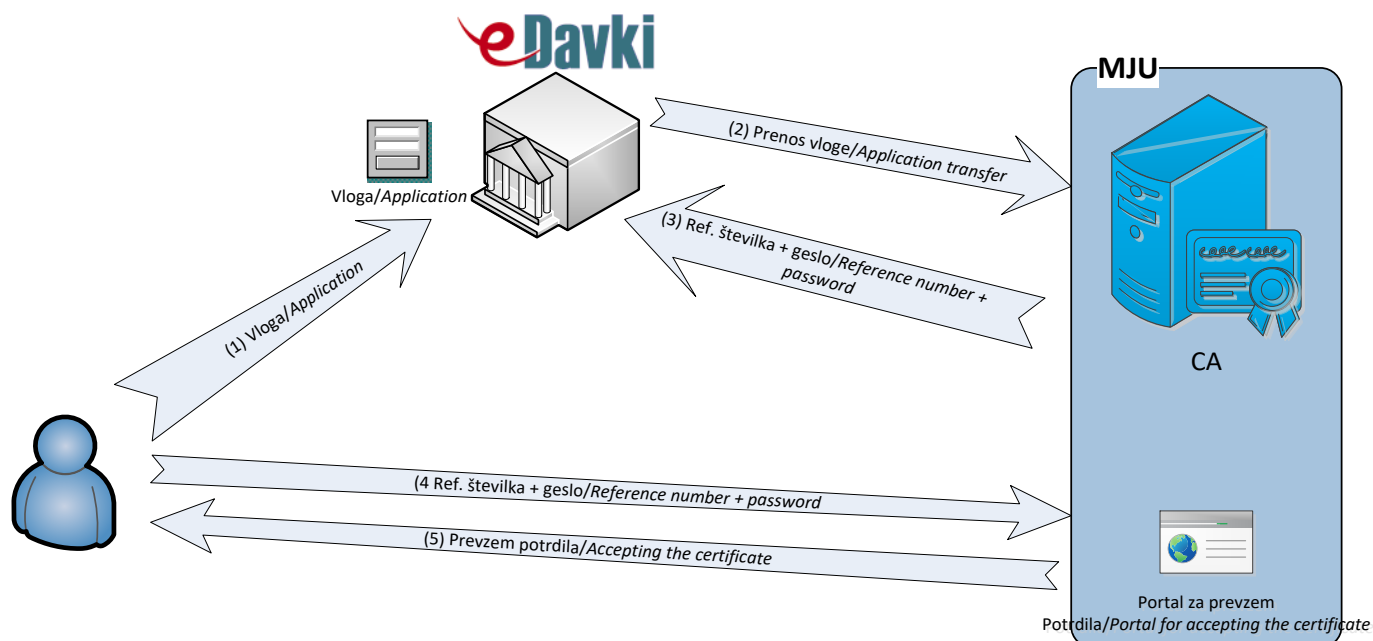 eDavki
MJU
(2) Prenos vloge/Application transfer
Vloga/Application
(3) Ref. številka + geslo/Reference number +
password
(1) Vloga/Application
CA
(4 Ref. številka + geslo/Reference number + password
(5) Prevzem potrdila/Accepting the certificate
Portal za prevzem
Potrdila/Portal for accepting the certificate